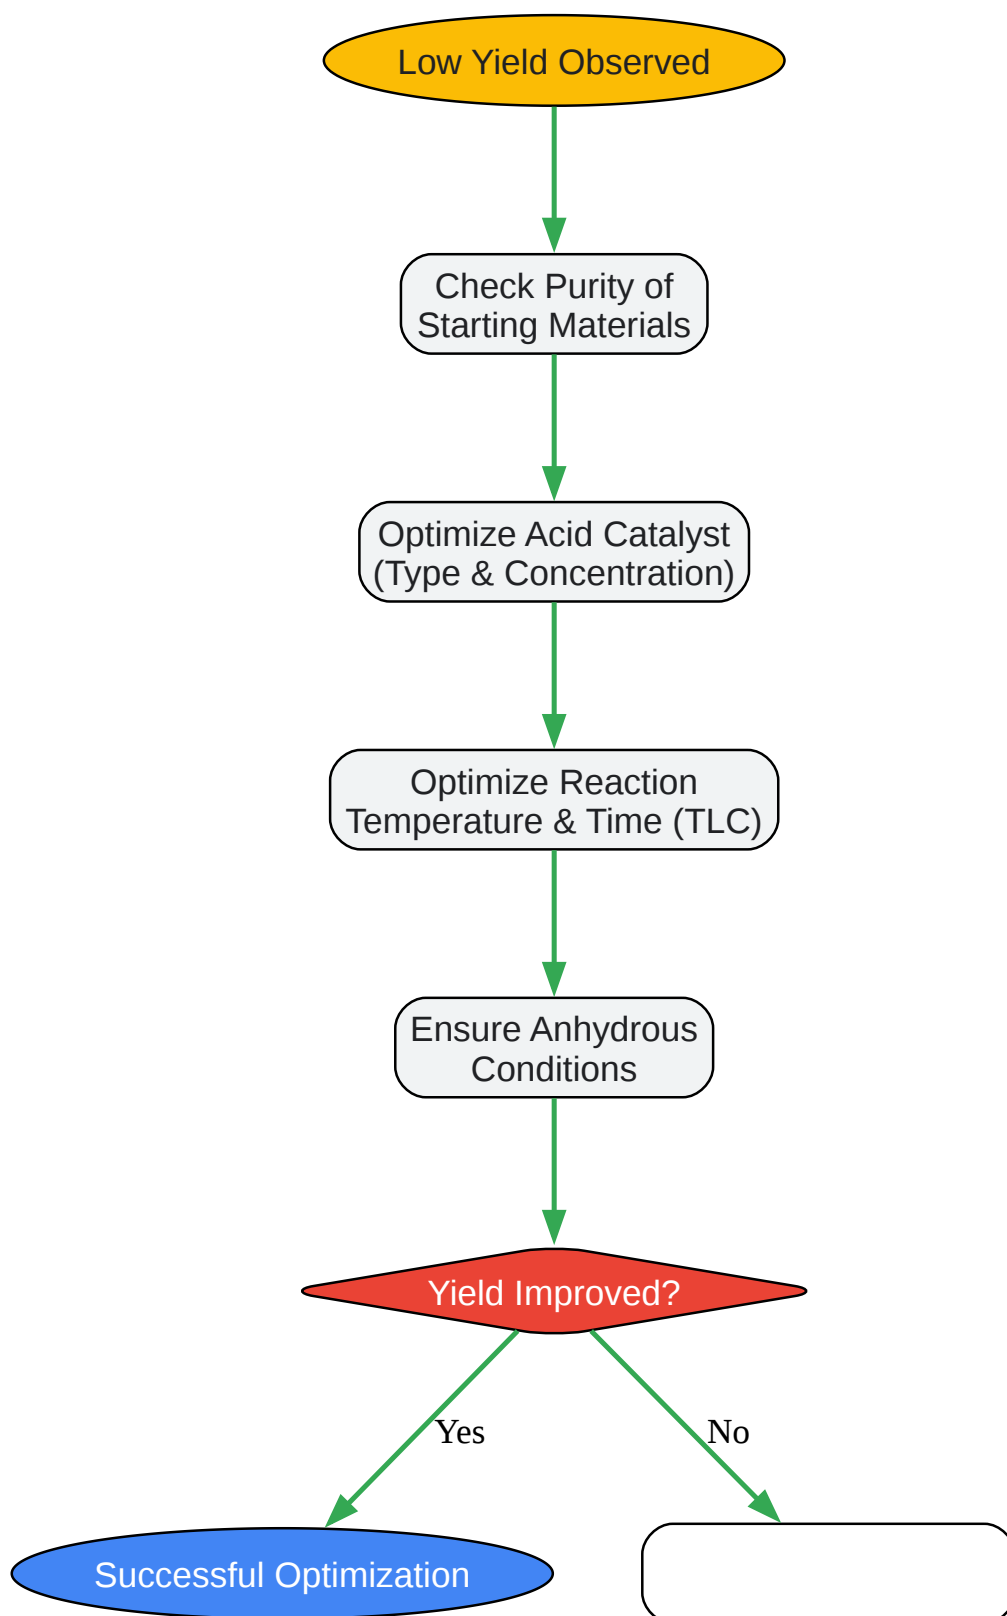 Low Yield Observed
Check Purity of
Starting Materials
Optimize Acid Catalyst
(Type & Concentration)
Optimize Reaction
Temperature & Time (TLC)
Ensure Anhydrous
Conditions
Yield Improved?
Yes
No
Successful Optimization